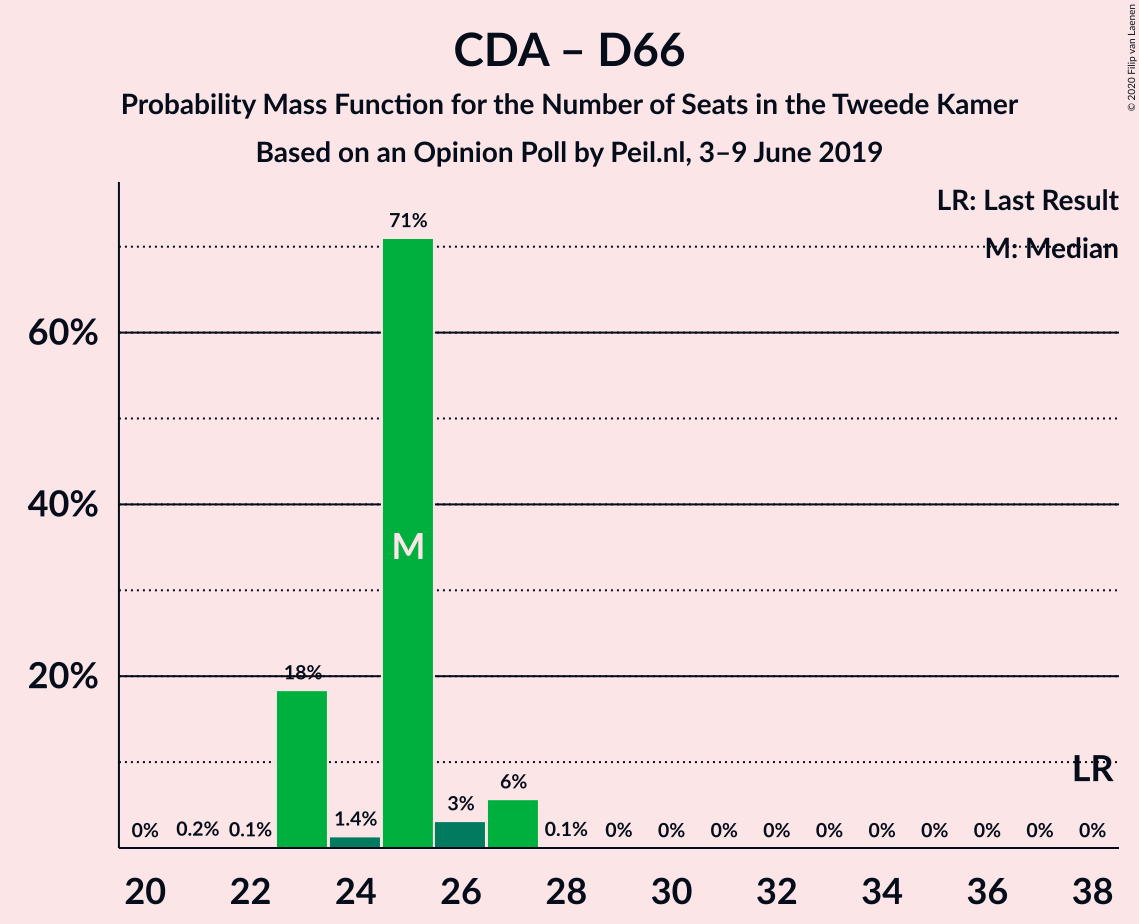 CDA – D66
Probability Mass Function for the Number of Seats in the Tweede Kamer
Based on an Opinion Poll by Peil.nl, 3–9 June 2019
© 2020 Filip van Laenen
LR: Last Result
M: Median
60%
40%
20%
0%
0.2%
0.1%
18%
1.4%
71%
M
3%
6%
0.1%
0%
0%
0%
0%
0%
0%
0%
0%
0%
0%
LR
20 22 24 26 28 30 32 34 36 38